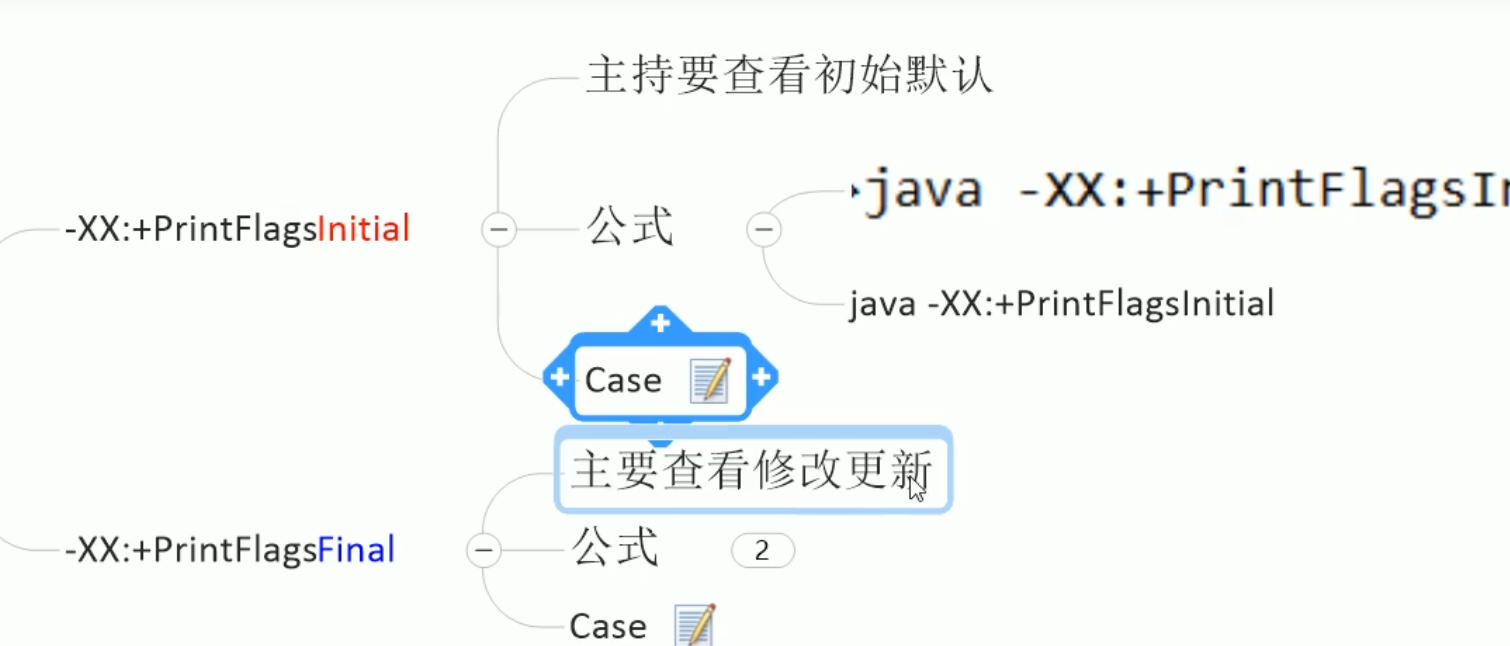 主持要查看初始默认
java -XX:+PrintFlagsIn
-XX:+PrintFlagsInitial
公式
java -XX:+PrintFlagsInitial
Case
主要查看修改更新
-XX:+PrintFlagsFinal
公式
2
Case